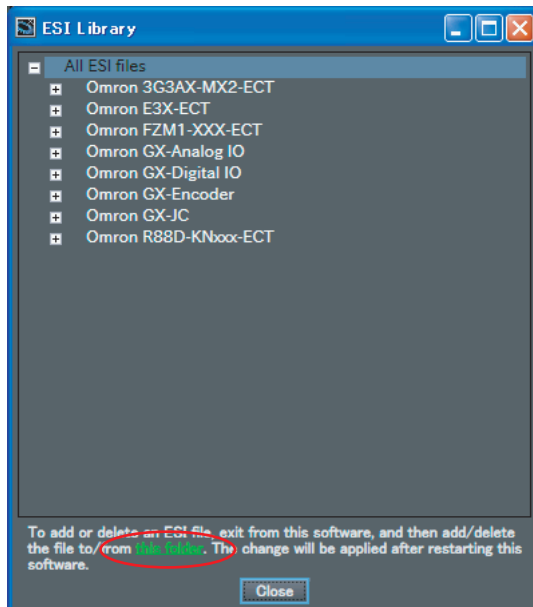 ESI Library
All ESI files
Omron 3G3AX-MX2-ECT
Omron E3X-ECT
Omron FZM1-XXX-ECT
Omron GX-Analog IO
Omron GX-Digital IO
Omron GX-Encoder
Omron GX-JC
Omron R88D-KNxxx-ECT
To add or delete an ESI file, exit from this software, and then add/delete
the file to/from this folder. The change will be applied after restarting this
software.
Close